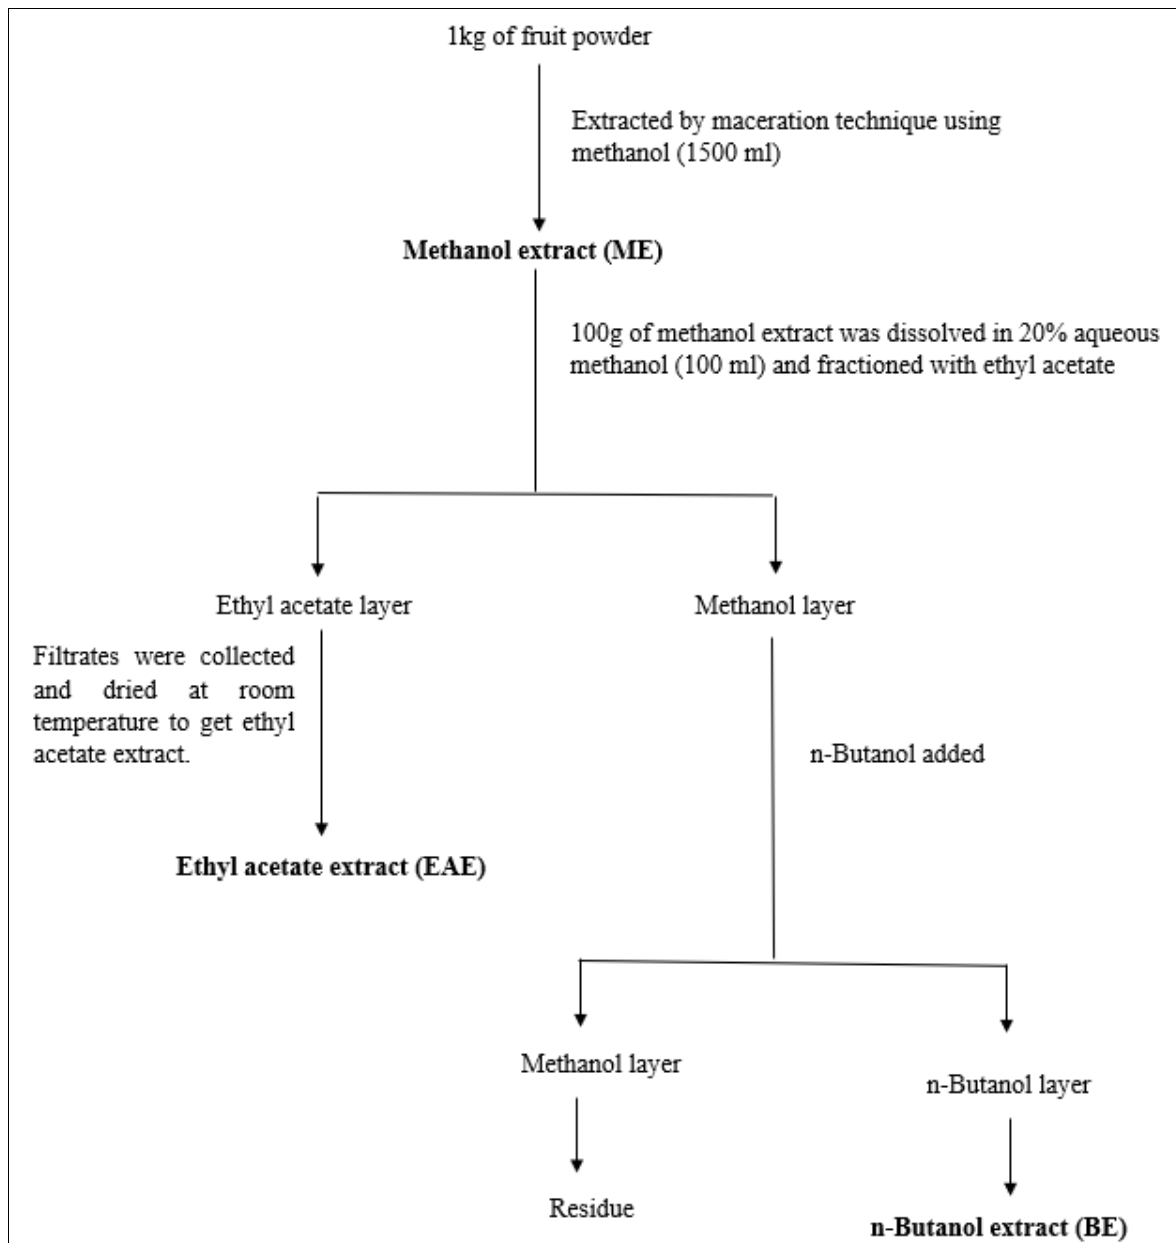 1kg of fruit powder
Extracted by maceration technique using
methanol (1500 ml)
Methanol extract (ME)
100g of methanol extract was dissolved in 20% aqueous
methanol (100 ml) and fractioned with ethyl acetate
Ethyl acetate layer
Methanol layer
Filtrates were collected
and dried at room
temperature to get ethyl
acetate extract.
n-Butanol added
Ethyl acetate extract (EAE)
Methanol layer
n-Butanol layer
Residue
n-Butanol extract (BE)